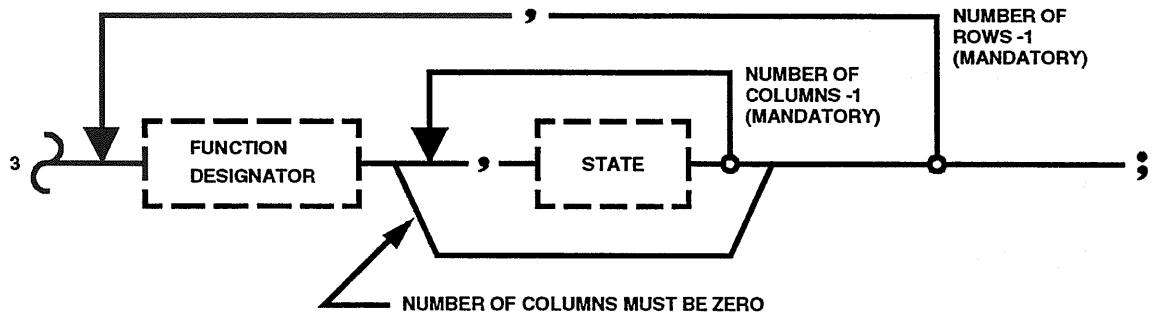 ,
NUMBER OF
ROWS -1
(MANDATORY)
NUMBER OF
COLUMNS -1
(MANDATORY)
3
FUNCTION
DESIGNATOR
,
STATE
;
NUMBER OF COLUMNS MUST BE ZERO